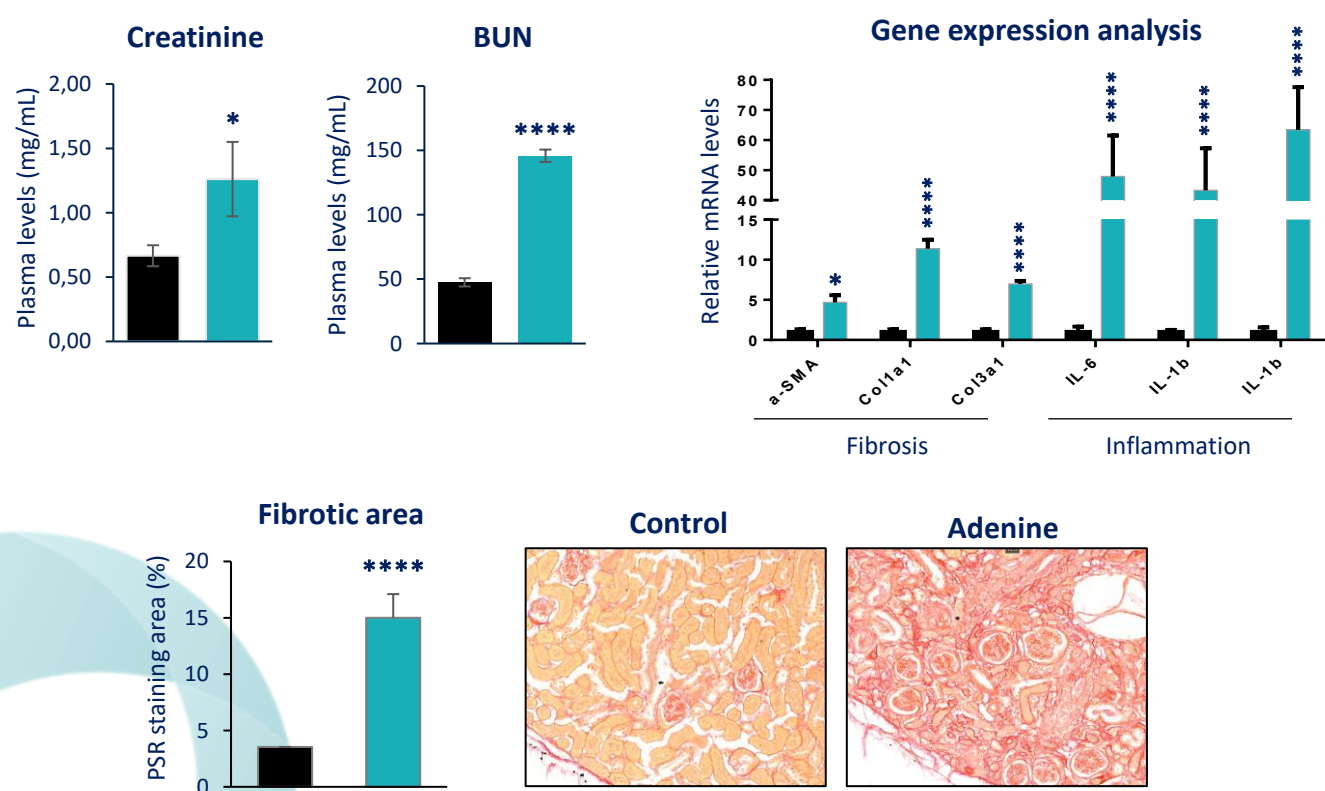 Creatinine
Plasma levels (mg/mL)
2,00
1,50
1,00
0,50
0,00
*
BUN
Plasma levels (mg/mL)
200
150
100
50
0
****
Gene expression analysis
Relative mRNA levels
80
70
60
50
40
15
10
5
0
*
****
****
****
****
****
a-SMA
Col1a1
Col3a1
IL-6
IL-1b
IL-1b
Fibrosis
Inflammation
Fibrotic area
PSR staining area (%)
20
15
10
5
0
****
Control
Adenine